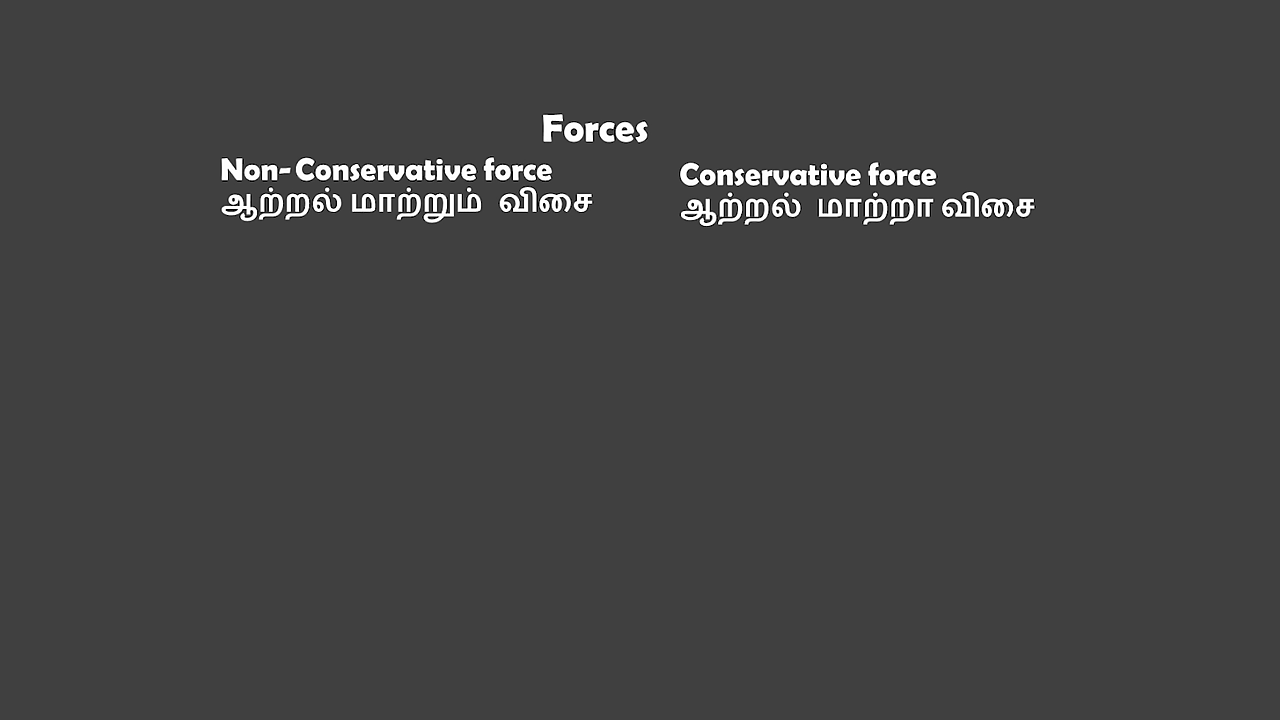 Forces
Non- Conservative force
ஆற்றல் மாற்றும் விசை
Conservative force
ஆற்றல் மாற்றா விசை